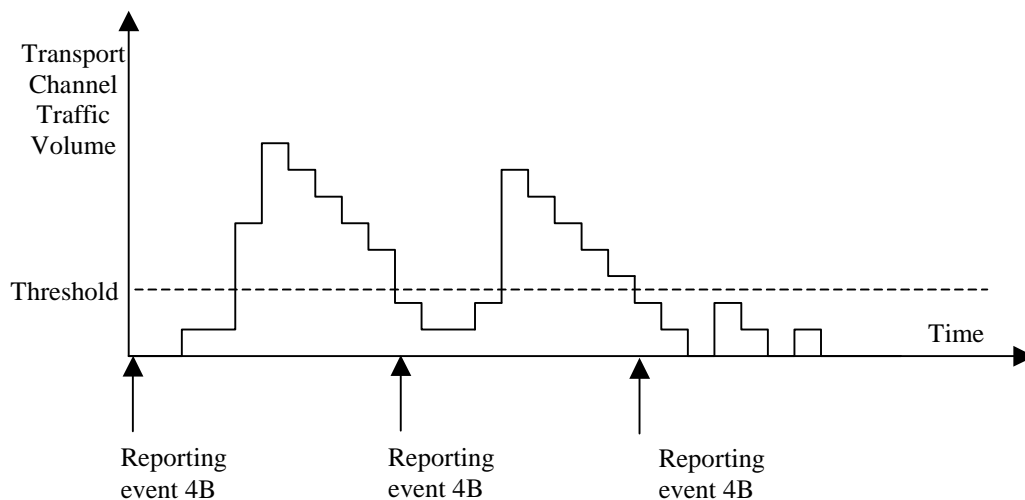 Transport
Channel
Traffic
Volume
Threshold
Time
Reporting
event 4B
Reporting
event 4B
Reporting
event 4B